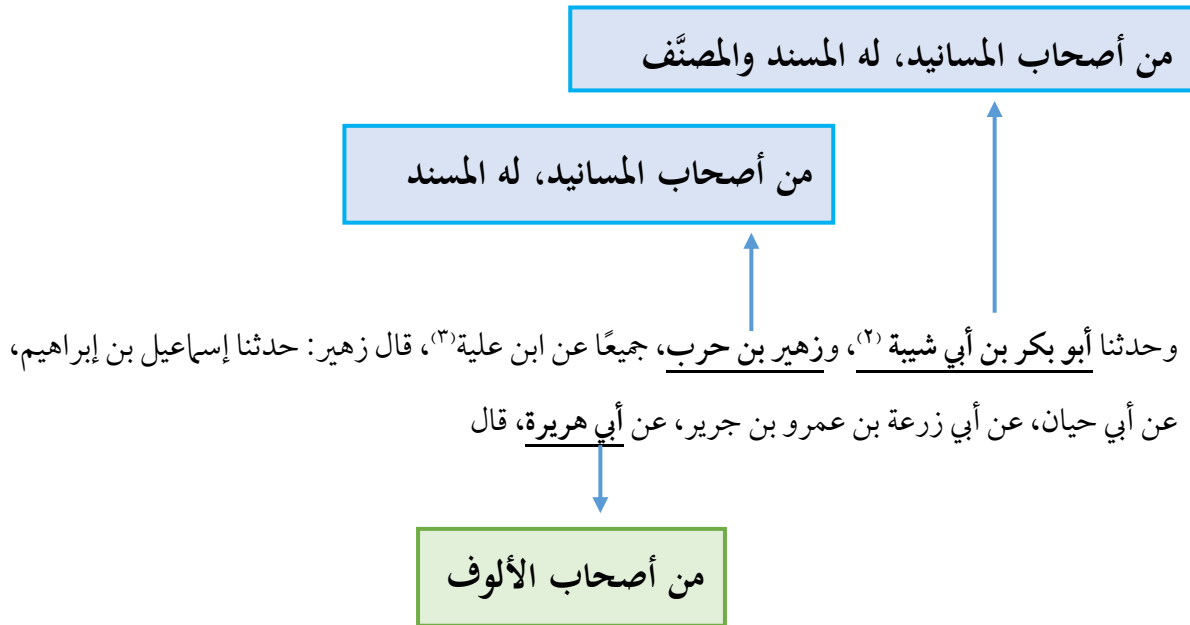 من أصحاب المسانيد، له المسند والمصنَّف
من أصحاب المسانيد، له المسند
وحدثنا أبو بكر بن أبي شيبة (٢)، وزهير بن حرب، جميعًا عن ابن علية(٣)، قال زهير: حدثنا إسماعيل بن إبراهيم،
عن أبي حيان، عن أبي زرعة بن عمرو بن جرير، عن أبي هريرة، قال
من أصحاب الألوف